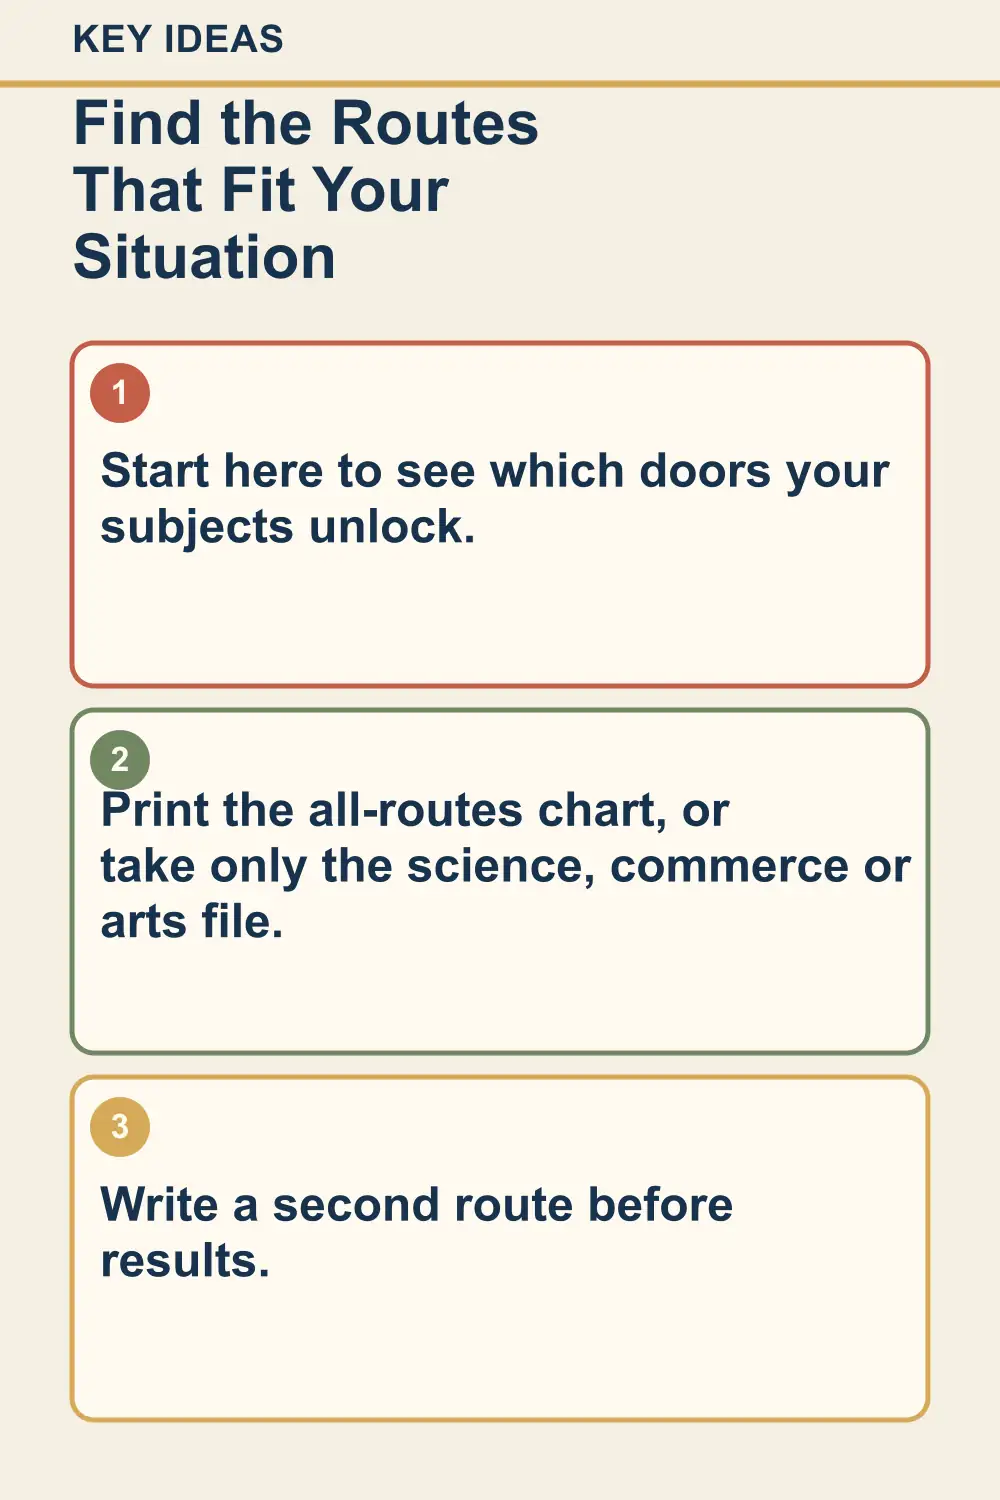 KEY IDEAS
Find the Routes
That Fit Your
Situation
1
Start here to see which doors your
subjects unlock.
2
Print the all-routes chart, or
take only the science, commerce or
arts file.
3
Write a second route before
results.